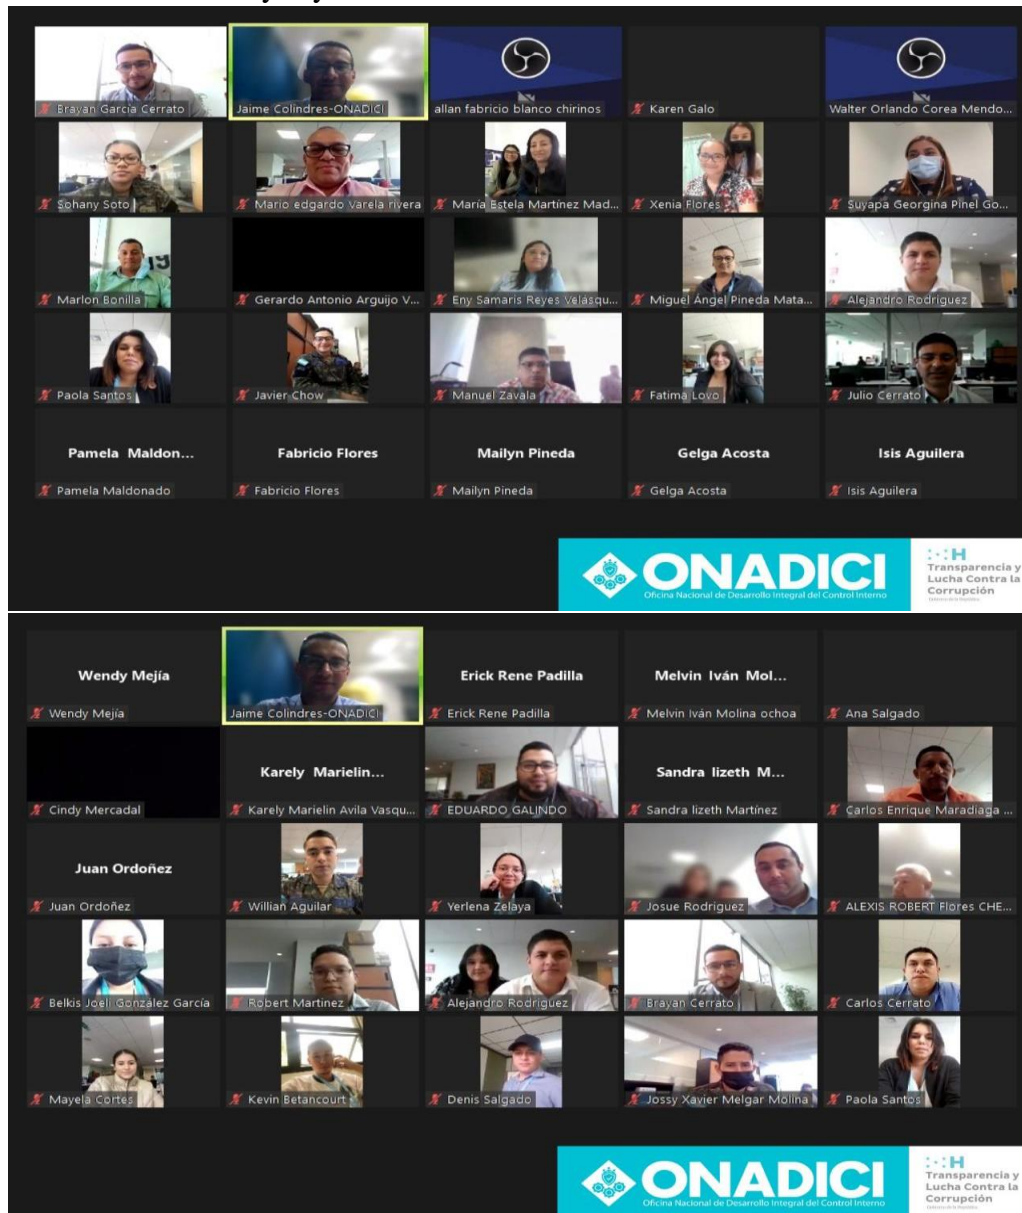 Brayan García Cerrato
Jaime Colindres-ONADICI
allan fabricio blanco chirinos
Karen Galo
Walter Orlando Corea Mendo...
Sohany Soto
Mario edgardo Varela rivera
María Estela Martínez Mad...
Xenia Flores
Suyapa Georgina Pinel Go...
Marlon Bonilla
Gerardo Antonio Arguijo V...
Eny Samaris Reyes Velásqu...
Miguel Ángel Pineda Mata...
Alejandro Rodriguez
Paola Santos
Javier Chow
Manuel Zavala
Fatima Lovo
Julio Cerrato
Pamela Maldon...
Fabricio Flores
Mailyn Pineda
Gelga Acosta
Isis Aguilera
Pamela Maldonado
Fabricio Flores
Mailyn Pineda
Gelga Acosta
Isis Aguilera
ONADICI
Oficina Nacional de Desarrollo Integral del Control Interno
H
Transparencia y
Lucha Contra la
Corrupción
Wendy Mejía
Erick Rene Padilla
Melvin Iván Mol...
Wendy Mejía
Jaime Colindres-ONADICI
Erick Rene Padilla
Melvin Iván Molina ochoa
Ana Salgado
Karely Marielin...
Sandra lizeth M...
Cindy Mercadal
Karely Marielin Avila Vasqu...
EDUARDO GALINDO
Sandra lizeth Martínez
Carlos Enrique Maradiaga ...
Juan Ordoñez
Juan Ordoñez
Willian Aguilar
Yerlena Zelaya
Josue Rodriguez
ALEXIS ROBERT Flores CHE...
Belkis Joeli González García
Robert Martinez
Alejandro Rodriguez
Brayan Cerrato
Carlos Cerrato
Mayela Cortes
Kevin Betancourt
Denis Salgado
Jossy Xavier Melgar Molina
Paola Santos
ONADICI
Oficina Nacional de Desarrollo Integral del Control Interno
H
Transparencia y
Lucha Contra la
Corrupción